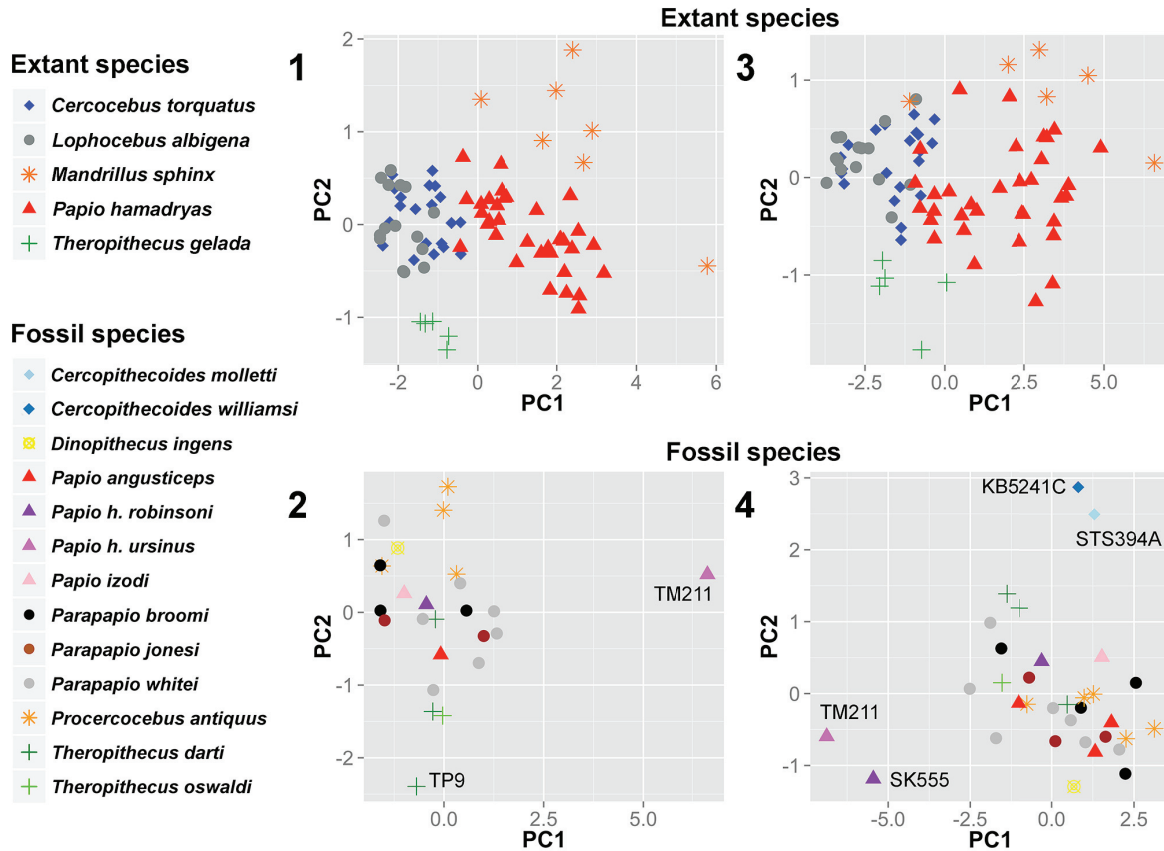 Extant species
Cercocebus torquatus
Lophocebus albigena
Mandrillus sphinx
Papio hamadryas
Theropithecus gelada
Fossil species
Cercopithecoides molletti
Cercopithecoides williamsi
Dinopithecus ingens
Papio angusticeps
Papio h. robinsoni
Papio h. ursinus
Papio izodi
Parapapio broomi
Parapapio jonesi
Parapapio whitei
Procercocebus antiquus
Theropithecus darti
Theropithecus oswaldi
Extant species
1
PC2
2
1
0
-1
-2 0 2 4 6
PC1
3
PC2
1
0
-1
-2.5 0.0 2.5 5.0
PC1
Fossil species
2
PC2
1
0
-1
-2
TM211
TP9
0.0 2.5 5.0
PC1
4
PC2
3
2
1
0
-1
KB5241C
STS394A
TM211
SK555
-5.0 -2.5 0.0 2.5
PC1